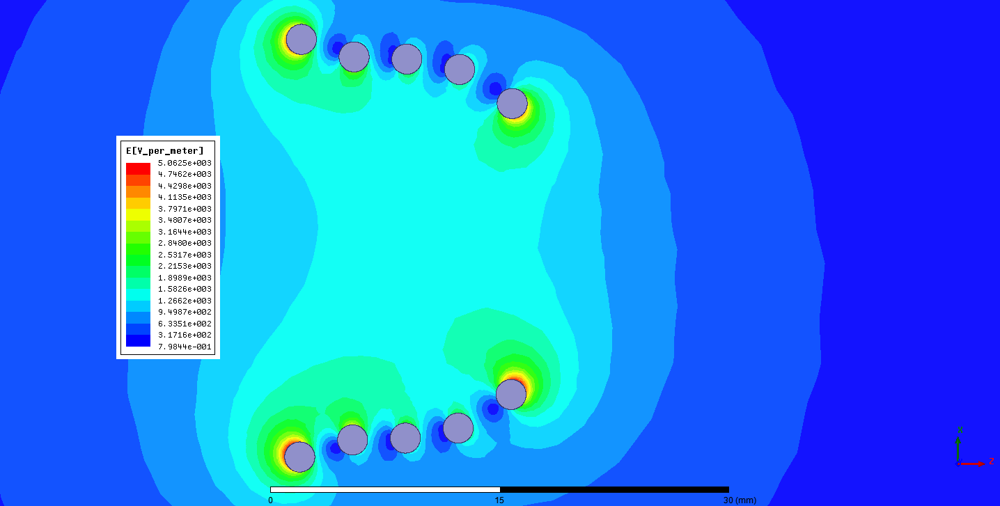 E[V_per_meter]
5.0625e+003
4.7462e+003
4.4298e+003
4.1135e+003
3.7971e+003
3.4807e+003
3.1644e+003
2.8480e+003
2.5317e+003
2.2153e+003
1.8989e+003
1.5826e+003
1.2662e+003
9.4987e+002
6.3351e+002
3.1716e+002
7.9844e-001
X
Z
0 15 30 (mm)